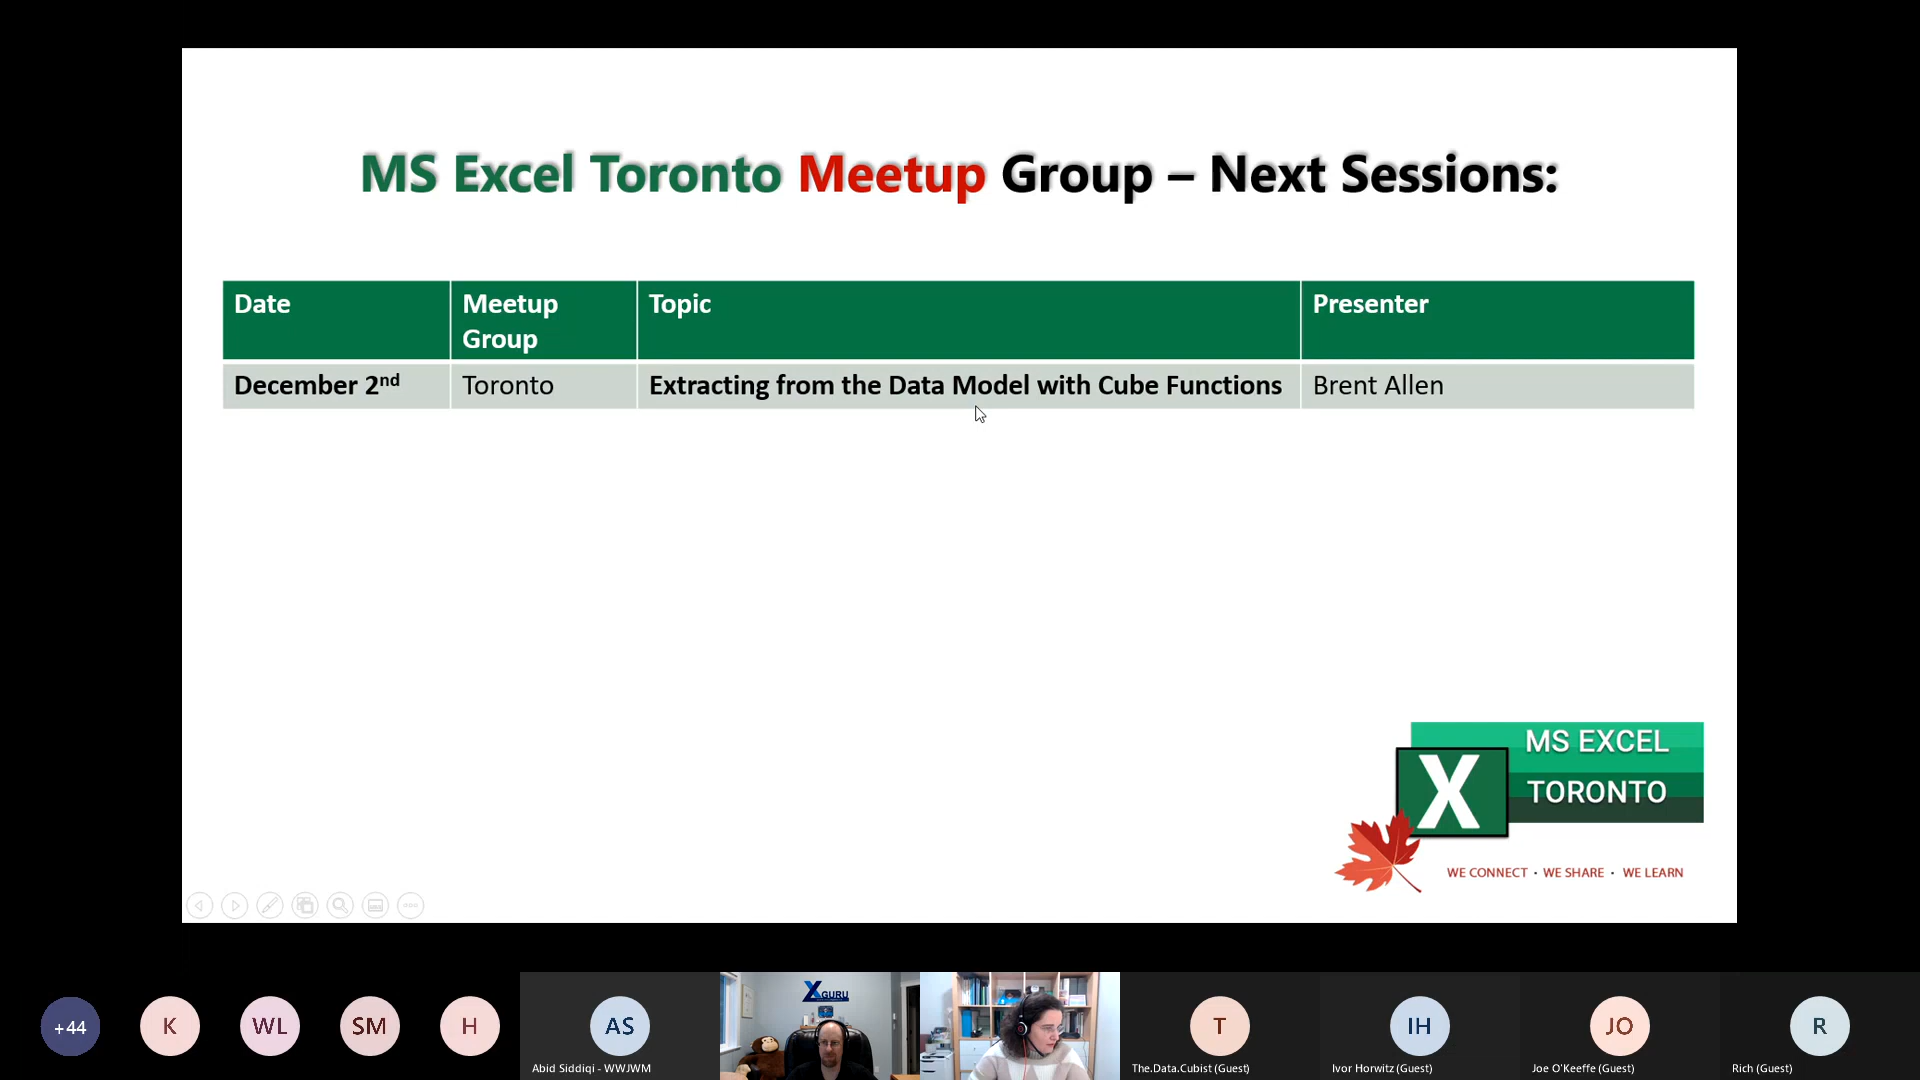 MS Excel Toronto Meetup Group – Next Sessions:
Date
Meetup
Group
Topic
Presenter
December 2nd
Toronto
Extracting from the Data Model with Cube Functions
Brent Allen
MS EXCEL
X
TORONTO
WE CONNECT • WE SHARE • WE LEARN
+44
K
WL
SM
H
AS
Abid Siddiqi - WWJWM
XGURU
T
The.Data.Cubist (Guest)
IH
Ivor Horwitz (Guest)
JO
Joe O'Keeffe (Guest)
R
Rich (Guest)